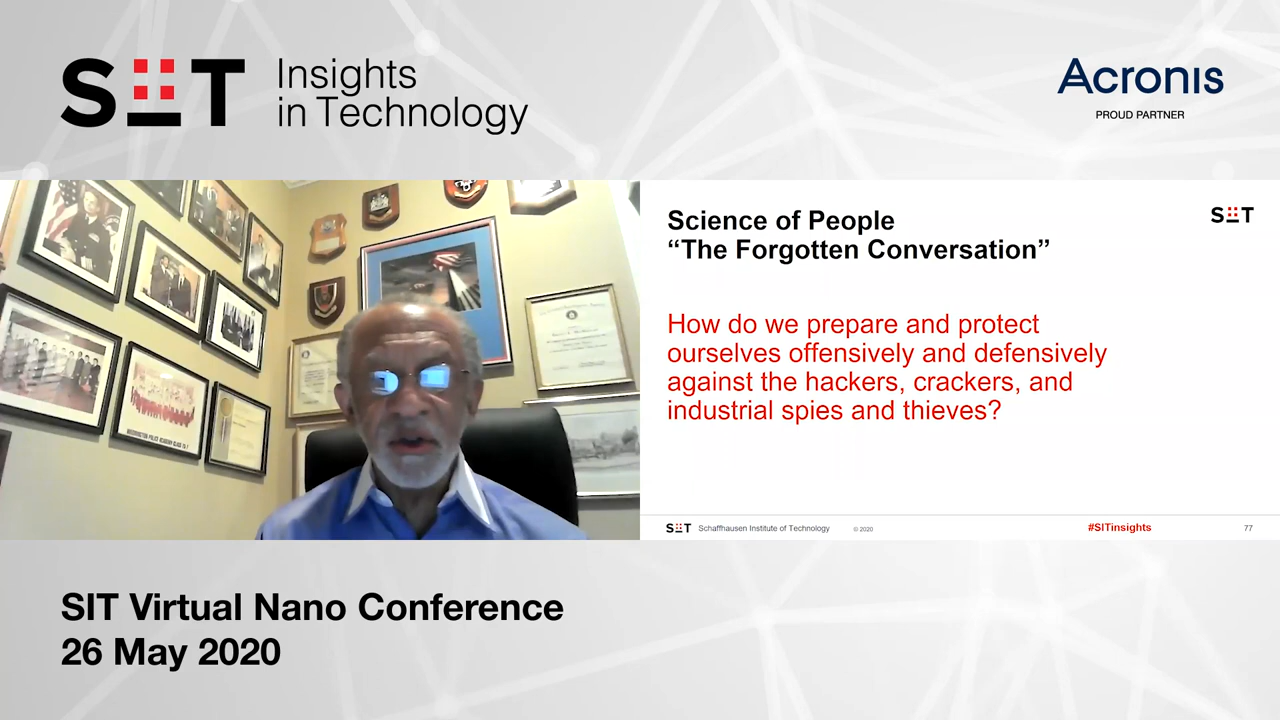 SIT
Insights
in Technology
Acronis
PROUD PARTNER
Science of People
“The Forgotten Conversation”
SIT
How do we prepare and protect
ourselves offensively and defensively
against the hackers, crackers, and
industrial spies and thieves?
SIT Schaffhausen Institute of Technology © 2020 #SITinsights 77
SIT Virtual Nano Conference
26 May 2020